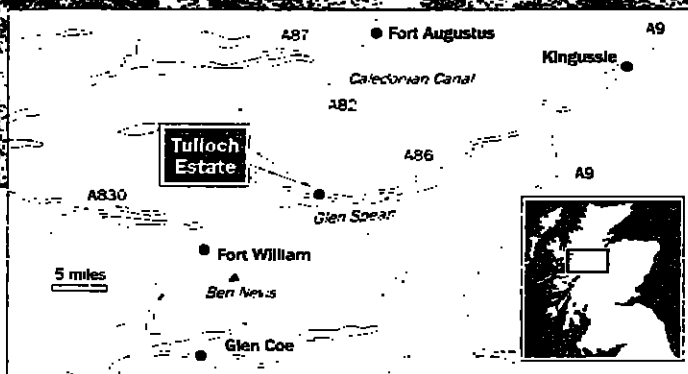 A87
Fort Augustus
A9
Kingussie
Caledonian Canal
A82
Tulloch
Estate
A86
A9
A830
Glen Spean
Fort William
5 miles
Ben Nevis
Glen Coe